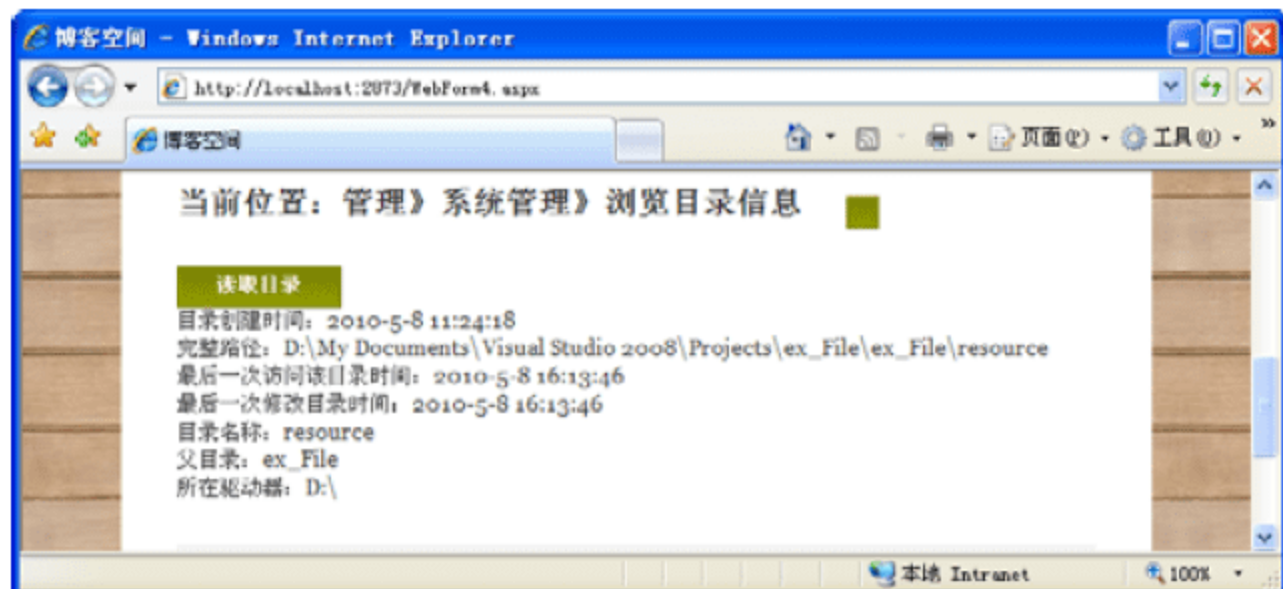 博客空间 - Windows Internet Explorer
http://localhost:2073/WebForm4.aspx
博客空间
页面(P)
工具(O)
当前位置：管理》系统管理》浏览目录信息
读取目录
目录创建时间：2010-5-8 11:24:18
完整路径：D:\My Documents\Visual Studio 2008\Projects\ex_File\ex_File\resource
最后一次访问该目录时间：2010-5-8 16:13:46
最后一次修改目录时间：2010-5-8 16:13:46
目录名称：resource
父目录：ex_File
所在驱动器：D:\
本地 Intranet
100%